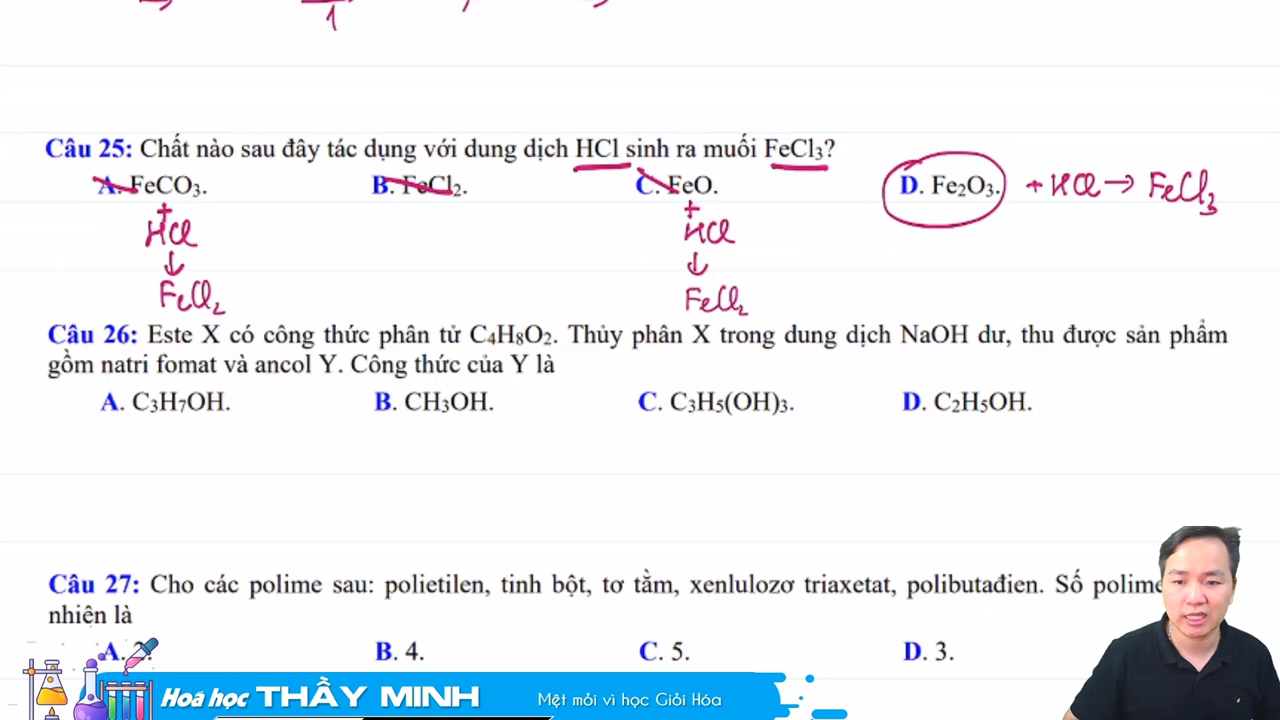 1
Câu 25: Chất nào sau đây tác dụng với dung dịch HCl sinh ra muối FeCl₃?
A. FeCO₃. B. FeCl₂. C. FeO. D. Fe₂O₃. + HCl → FeCl₃
+ +
HCl HCl
↓ ↓
FeCl₂ FeCl₂
Câu 26: Este X có công thức phân tử C₄H₈O₂. Thủy phân X trong dung dịch NaOH dư, thu được sản phẩm
gồm natri fomat và ancol Y. Công thức của Y là
A. C₃H₇OH. B. CH₃OH. C. C₃H₅(OH)₃. D. C₂H₅OH.
Câu 27: Cho các polime sau: polietilen, tinh bột, tơ tằm, xenlulozơ triaxetat, polibutađien. Số polime
nhiên là
A. B. 4. C. 5. D. 3.
Hoá học THẦY MINH Mệt mỏi vì học Giỏi Hóa